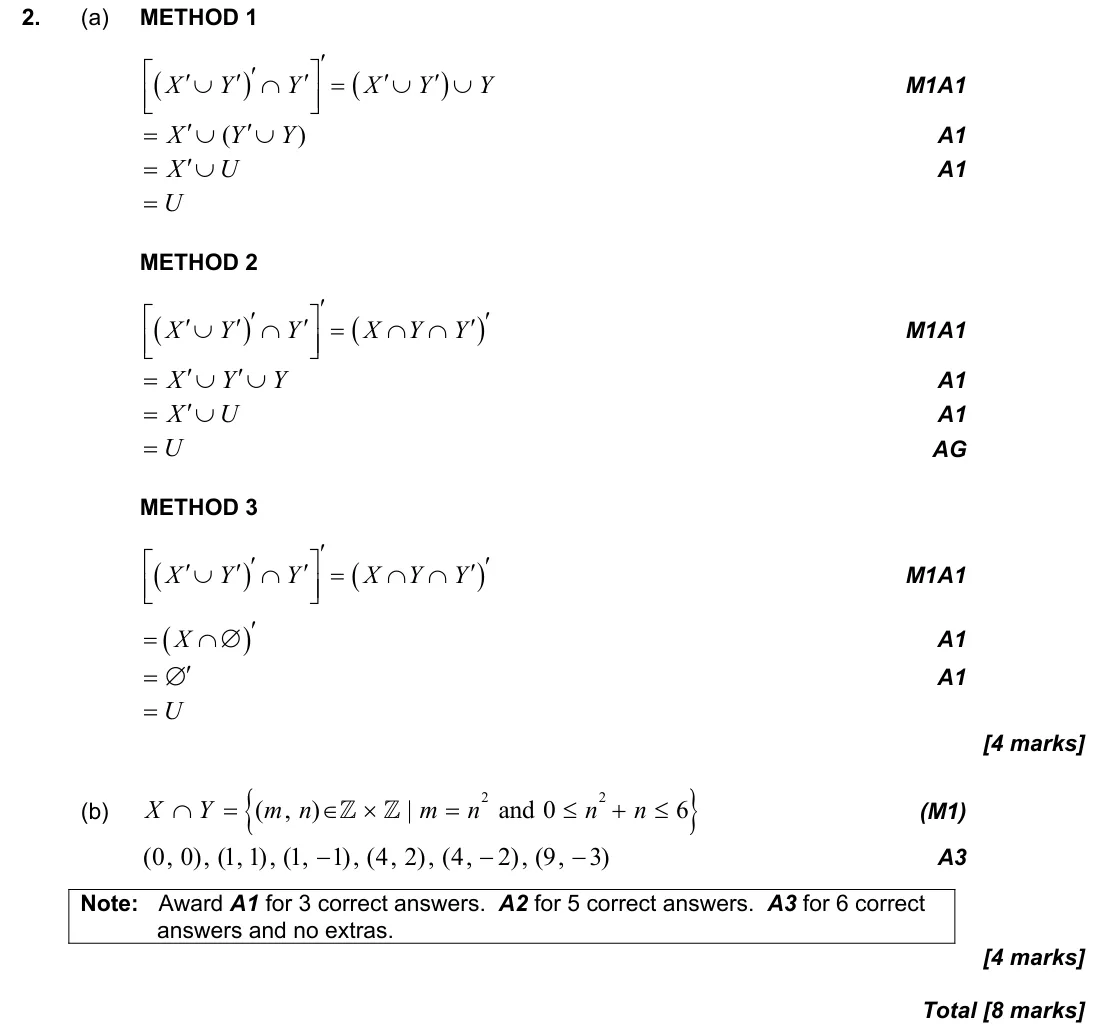 2. (a) METHOD 1
[(X′∪ Y′)′ ∩ Y′]′ = (X′∪ Y′) ∪ Y M1A1
= X′∪ (Y′∪ Y) A1
= X′∪ U A1
= U
METHOD 2
[(X′∪ Y′)′ ∩ Y′]′ = (X ∩ Y ∩ Y′)′ M1A1
= X′∪ Y′∪ Y A1
= X′∪ U A1
= U AG
METHOD 3
[(X′∪ Y′)′ ∩ Y′]′ = (X ∩ Y ∩ Y′)′ M1A1
= (X ∩ ∅)′ A1
= ∅′ A1
= U
[4 marks]
(b) X ∩ Y = {(m, n)∈ℤ × ℤ | m = n² and 0 ≤ n² + n ≤ 6} (M1)
(0, 0), (1, 1), (1, −1), (4, 2), (4, −2), (9, −3) A3
Note: Award A1 for 3 correct answers. A2 for 5 correct answers. A3 for 6 correct
answers and no extras.
[4 marks]
Total [8 marks]